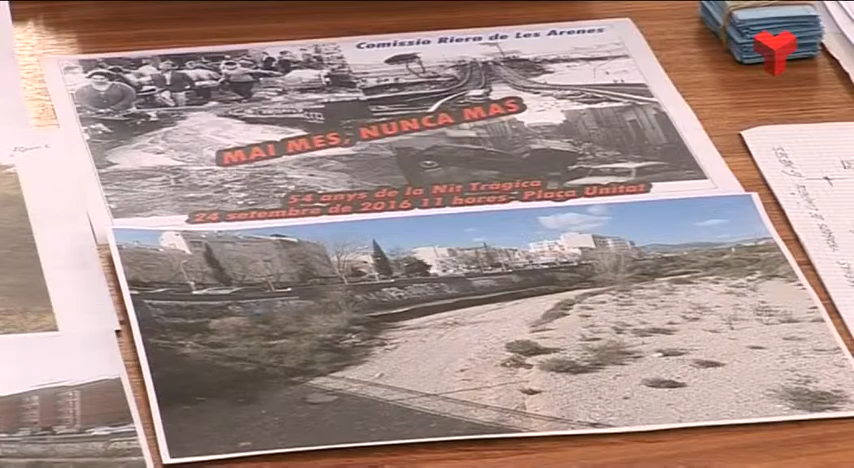 Comissio Riera de Les Arenes
MAI MES, NUNCA MAS
54 anys de la Nit Tràgica
24 setembre de 2016 11 hores- Plaça Unitat